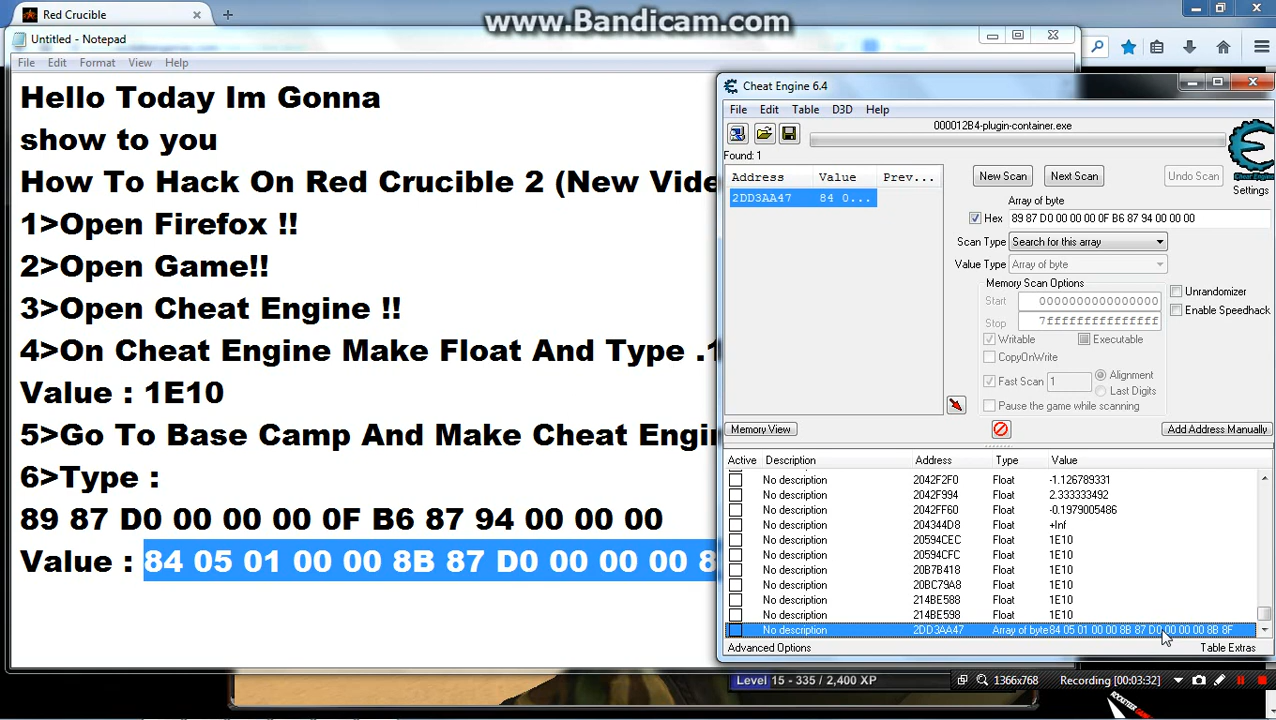 Red Crucible
www.Bandicam.com
Untitled - Notepad
File Edit Format View Help
Hello Today Im Gonna
show to you
How To Hack On Red Crucible 2 (New Vide
1>Open Firefox !!
2>Open Game!!
3>Open Cheat Engine !!
4>On Cheat Engine Make Float And Type .1
Value : 1E10
5>Go To Base Camp And Make Cheat Engin
6>Type :
89 87 D0 00 00 00 0F B6 87 94 00 00 00
Value : 84 05 01 00 00 8B 87 D0 00 00 00 8
Cheat Engine 6.4
File Edit Table D3D Help
000012B4-plugin-container.exe
Found: 1
Address Value Prev...
2DD3AA47 84 0...
New Scan Next Scan Undo Scan
Cheat Engine
Settings
Array of byte
Hex 89 87 D0 00 00 00 0F B6 87 94 00 00 00
Scan Type Search for this array
Value Type Array of byte
Memory Scan Options
Start 0000000000000000
Stop 7fffffffffffffff
Writable Executable
CopyOnWrite
Fast Scan 1 Alignment
Last Digits
Pause the game while scanning
Unrandomizer
Enable Speedhack
Memory View Add Address Manually
Active Description Address Type Value
No description 2042F2F0 Float -1.126789331
No description 2042F994 Float 2.333333492
No description 2042FF60 Float -0.1979005486
No description 204344D8 Float +Inf
No description 20594CEC Float 1E10
No description 20594CFC Float 1E10
No description 20B7B418 Float 1E10
No description 20BC79A8 Float 1E10
No description 214BE588 Float 1E10
No description 214BE598 Float 1E10
No description 2DD3AA47 Array of byte 84 05 01 00 00 8B 87 D0 00 00 00 8B 8F
Advanced Options Table Extras
Level 15 - 335 / 2,400 XP
1366x768 Recording [00:03:32]